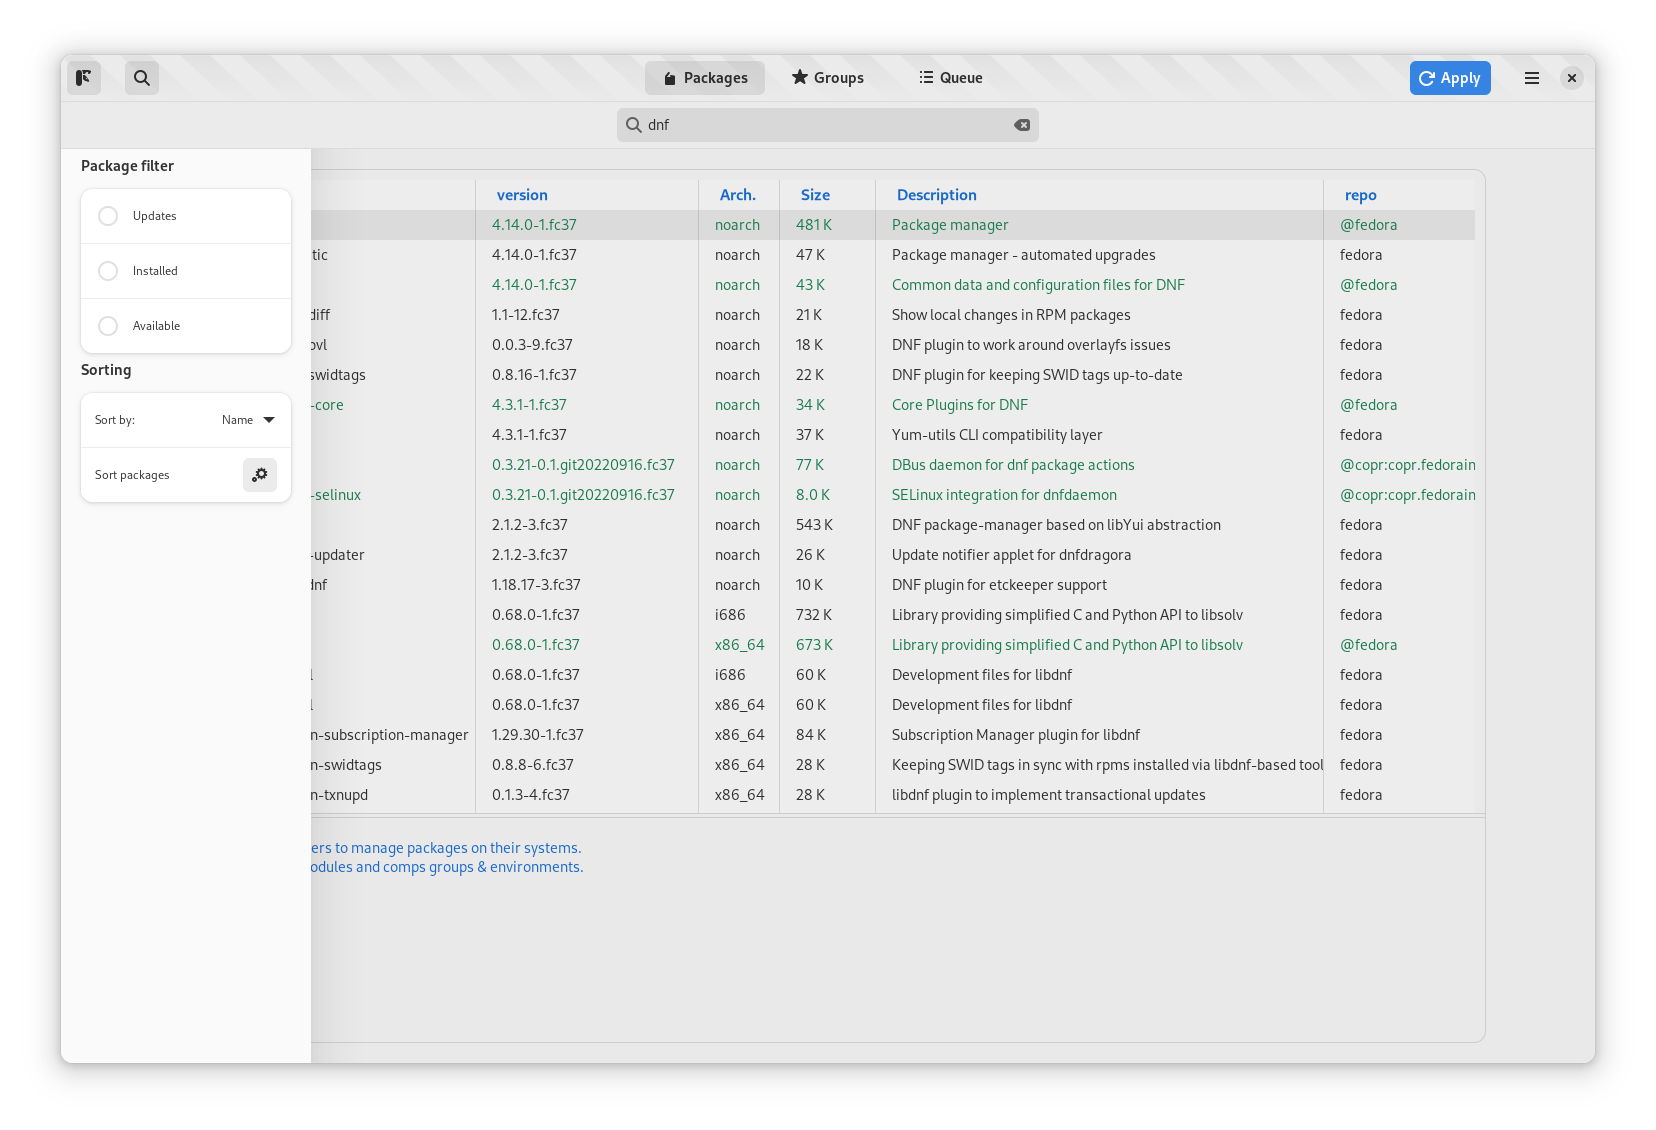 Packages Groups Queue Apply
dnf
Package filter
Updates
Installed
Available
Sorting
Sort by: Name
Sort packages
version Arch. Size Description repo
4.14.0-1.fc37 noarch 481 K Package manager @fedora
tic 4.14.0-1.fc37 noarch 47 K Package manager - automated upgrades fedora
4.14.0-1.fc37 noarch 43 K Common data and configuration files for DNF @fedora
diff 1.1-12.fc37 noarch 21 K Show local changes in RPM packages fedora
ovl 0.0.3-9.fc37 noarch 18 K DNF plugin to work around overlayfs issues fedora
swidtags 0.8.16-1.fc37 noarch 22 K DNF plugin for keeping SWID tags up-to-date fedora
-core 4.3.1-1.fc37 noarch 34 K Core Plugins for DNF @fedora
4.3.1-1.fc37 noarch 37 K Yum-utils CLI compatibility layer fedora
0.3.21-0.1.git20220916.fc37 noarch 77 K DBus daemon for dnf package actions @copr:copr.fedorain
-selinux 0.3.21-0.1.git20220916.fc37 noarch 8.0 K SELinux integration for dnfdaemon @copr:copr.fedorain
2.1.2-3.fc37 noarch 543 K DNF package-manager based on libYui abstraction fedora
-updater 2.1.2-3.fc37 noarch 26 K Update notifier applet for dnfdragora fedora
dnf 1.18.17-3.fc37 noarch 10 K DNF plugin for etckeeper support fedora
0.68.0-1.fc37 i686 732 K Library providing simplified C and Python API to libsolv fedora
0.68.0-1.fc37 x86_64 673 K Library providing simplified C and Python API to libsolv @fedora
l 0.68.0-1.fc37 i686 60 K Development files for libdnf fedora
l 0.68.0-1.fc37 x86_64 60 K Development files for libdnf fedora
n-subscription-manager 1.29.30-1.fc37 x86_64 84 K Subscription Manager plugin for libdnf fedora
n-swidtags 0.8.8-6.fc37 x86_64 28 K Keeping SWID tags in sync with rpms installed via libdnf-based tool fedora
n-txnupd 0.1.3-4.fc37 x86_64 28 K libdnf plugin to implement transactional updates fedora
ers to manage packages on their systems.
odules and comps groups & environments.